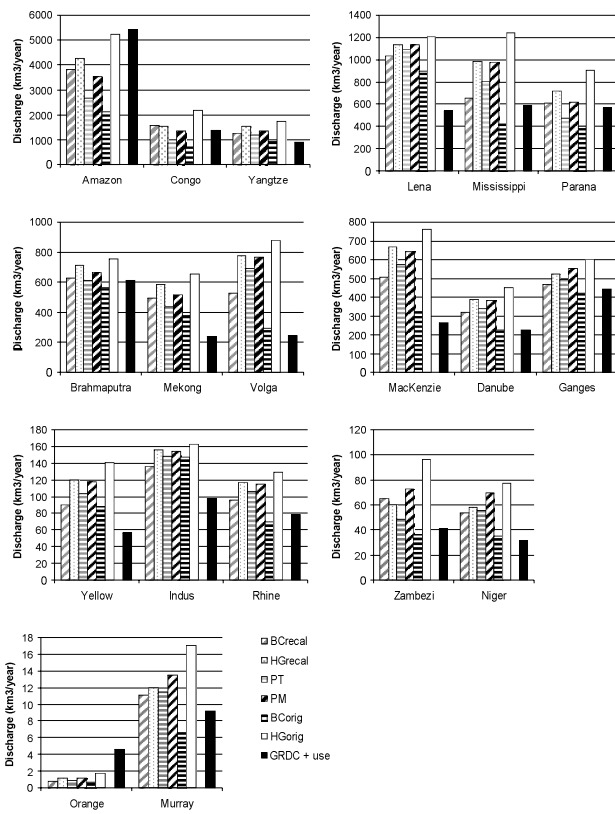 Discharge (km3/year)
6000
5000
4000
3000
2000
1000
0
Amazon Congo Yangtze
Discharge (km3/year)
1400
1200
1000
800
600
400
200
0
Lena Mississippi Parana
Discharge (km3/year)
1000
800
600
400
200
0
Brahmaputra Mekong Volga
Discharge (km3/year)
800
700
600
500
400
300
200
100
0
MacKenzie Danube Ganges
Discharge (km3/year)
180
160
140
120
100
80
60
40
20
0
Yellow Indus Rhine
Discharge (km3/year)
120
100
80
60
40
20
0
Zambezi Niger
Discharge (km3/year)
18
16
14
12
10
8
6
4
2
0
Orange Murray
BCrecal
HGrecal
PT
PM
BCorig
HGorig
GRDC + use